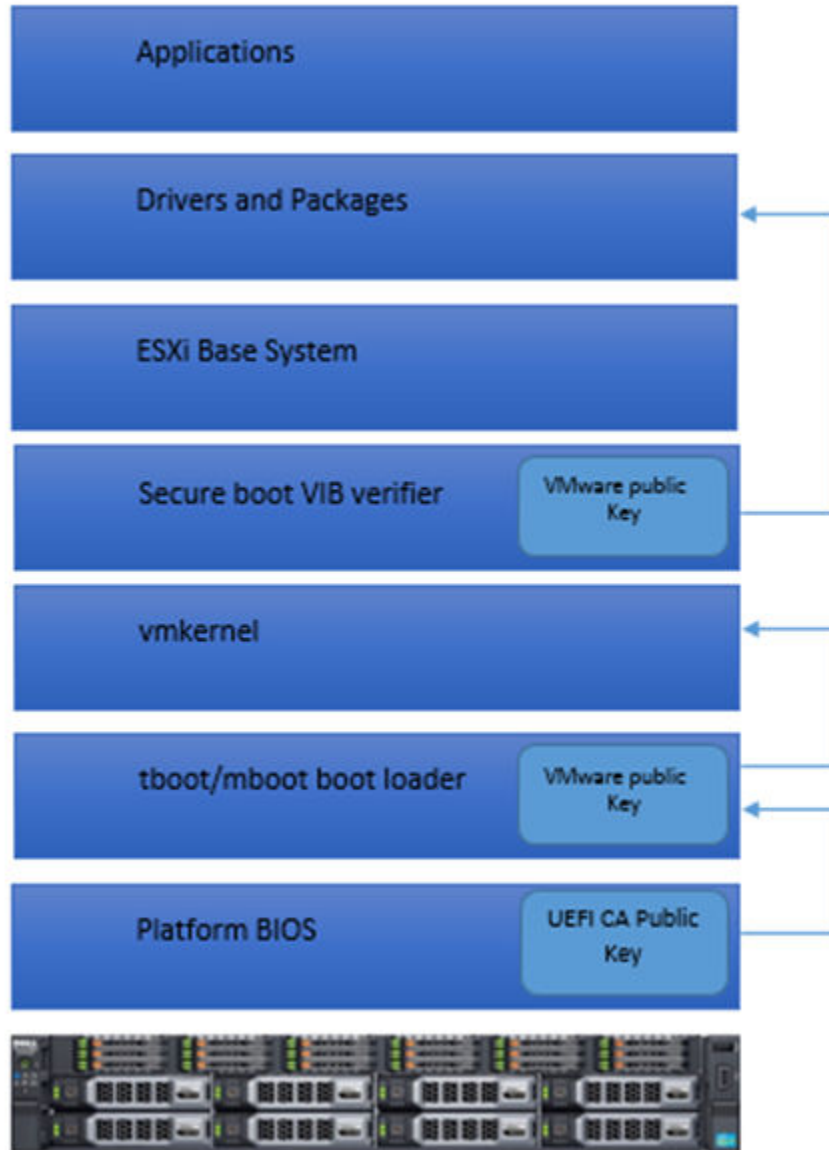 Applications
Drivers and Packages
ESXi Base System
Secure boot VIB verifier
VMware public
Key
vmkernel
tboot/mboot boot loader
VMware public
Key
Platform BIOS
UEFI CA Public
Key